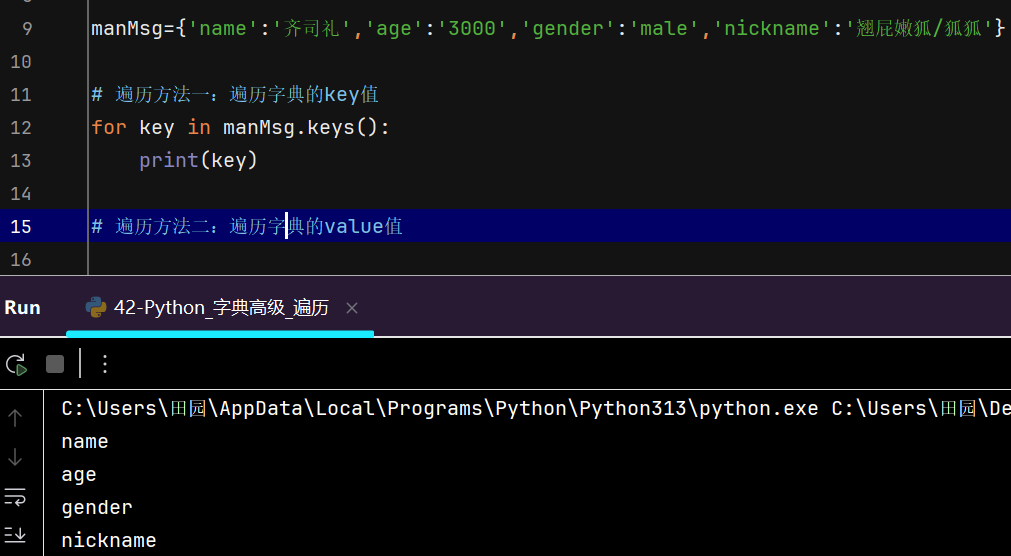 9 manMsg={'name':'齐司礼','age':'3000','gender':'male','nickname':'翘屁嫩狐/狐狐'}
10
11 # 遍历方法一：遍历字典的key值
12 for key in manMsg.keys():
13 print(key)
14
15 # 遍历方法二：遍历字典的value值
16
Run 42-Python_字典高级_遍历
C:\Users\田园\AppData\Local\Programs\Python\Python313\python.exe C:\Users\田园\De
name
age
gender
nickname